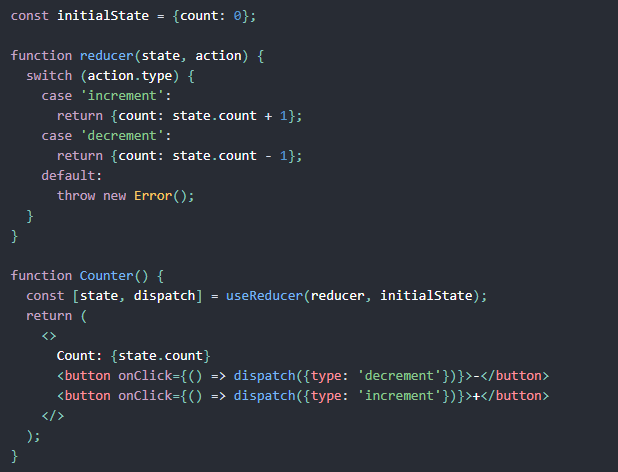 const initialState = {count: 0};

function reducer(state, action) {
  switch (action.type) {
    case 'increment':
      return {count: state.count + 1};
    case 'decrement':
      return {count: state.count - 1};
    default:
      throw new Error();
  }
}

function Counter() {
  const [state, dispatch] = useReducer(reducer, initialState);
  return (
    <>
      Count: {state.count}
      <button onClick={() => dispatch({type: 'decrement'})}>-</button>
      <button onClick={() => dispatch({type: 'increment'})}>+</button>
    </>
  );
}